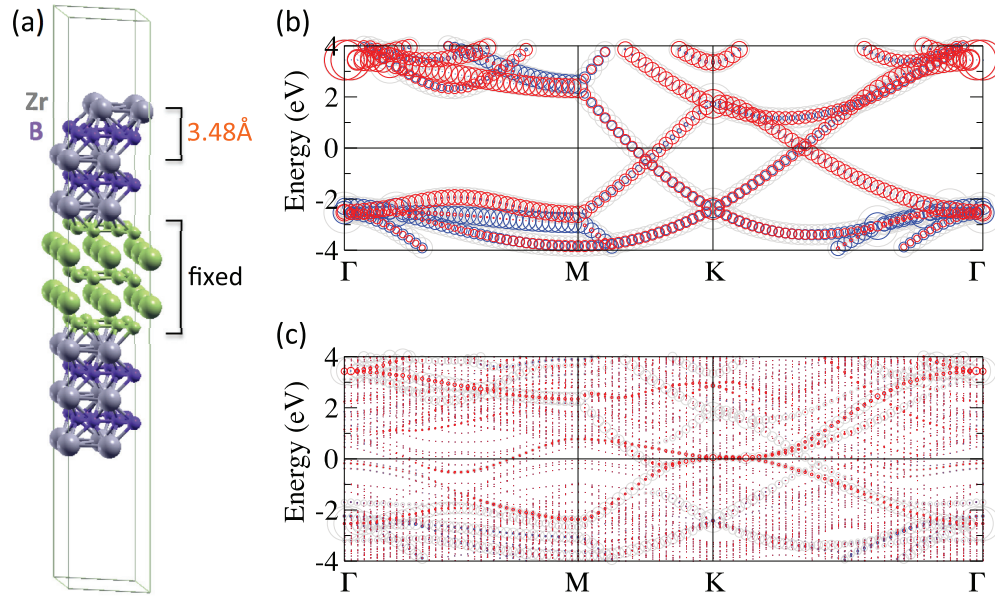 (a)
Zr
B
3.48Å
fixed
(b)
Energy (eV)
4
2
0
-2
-4
Γ M K Γ
(c)
Energy (eV)
4
2
0
-2
-4
Γ M K Γ